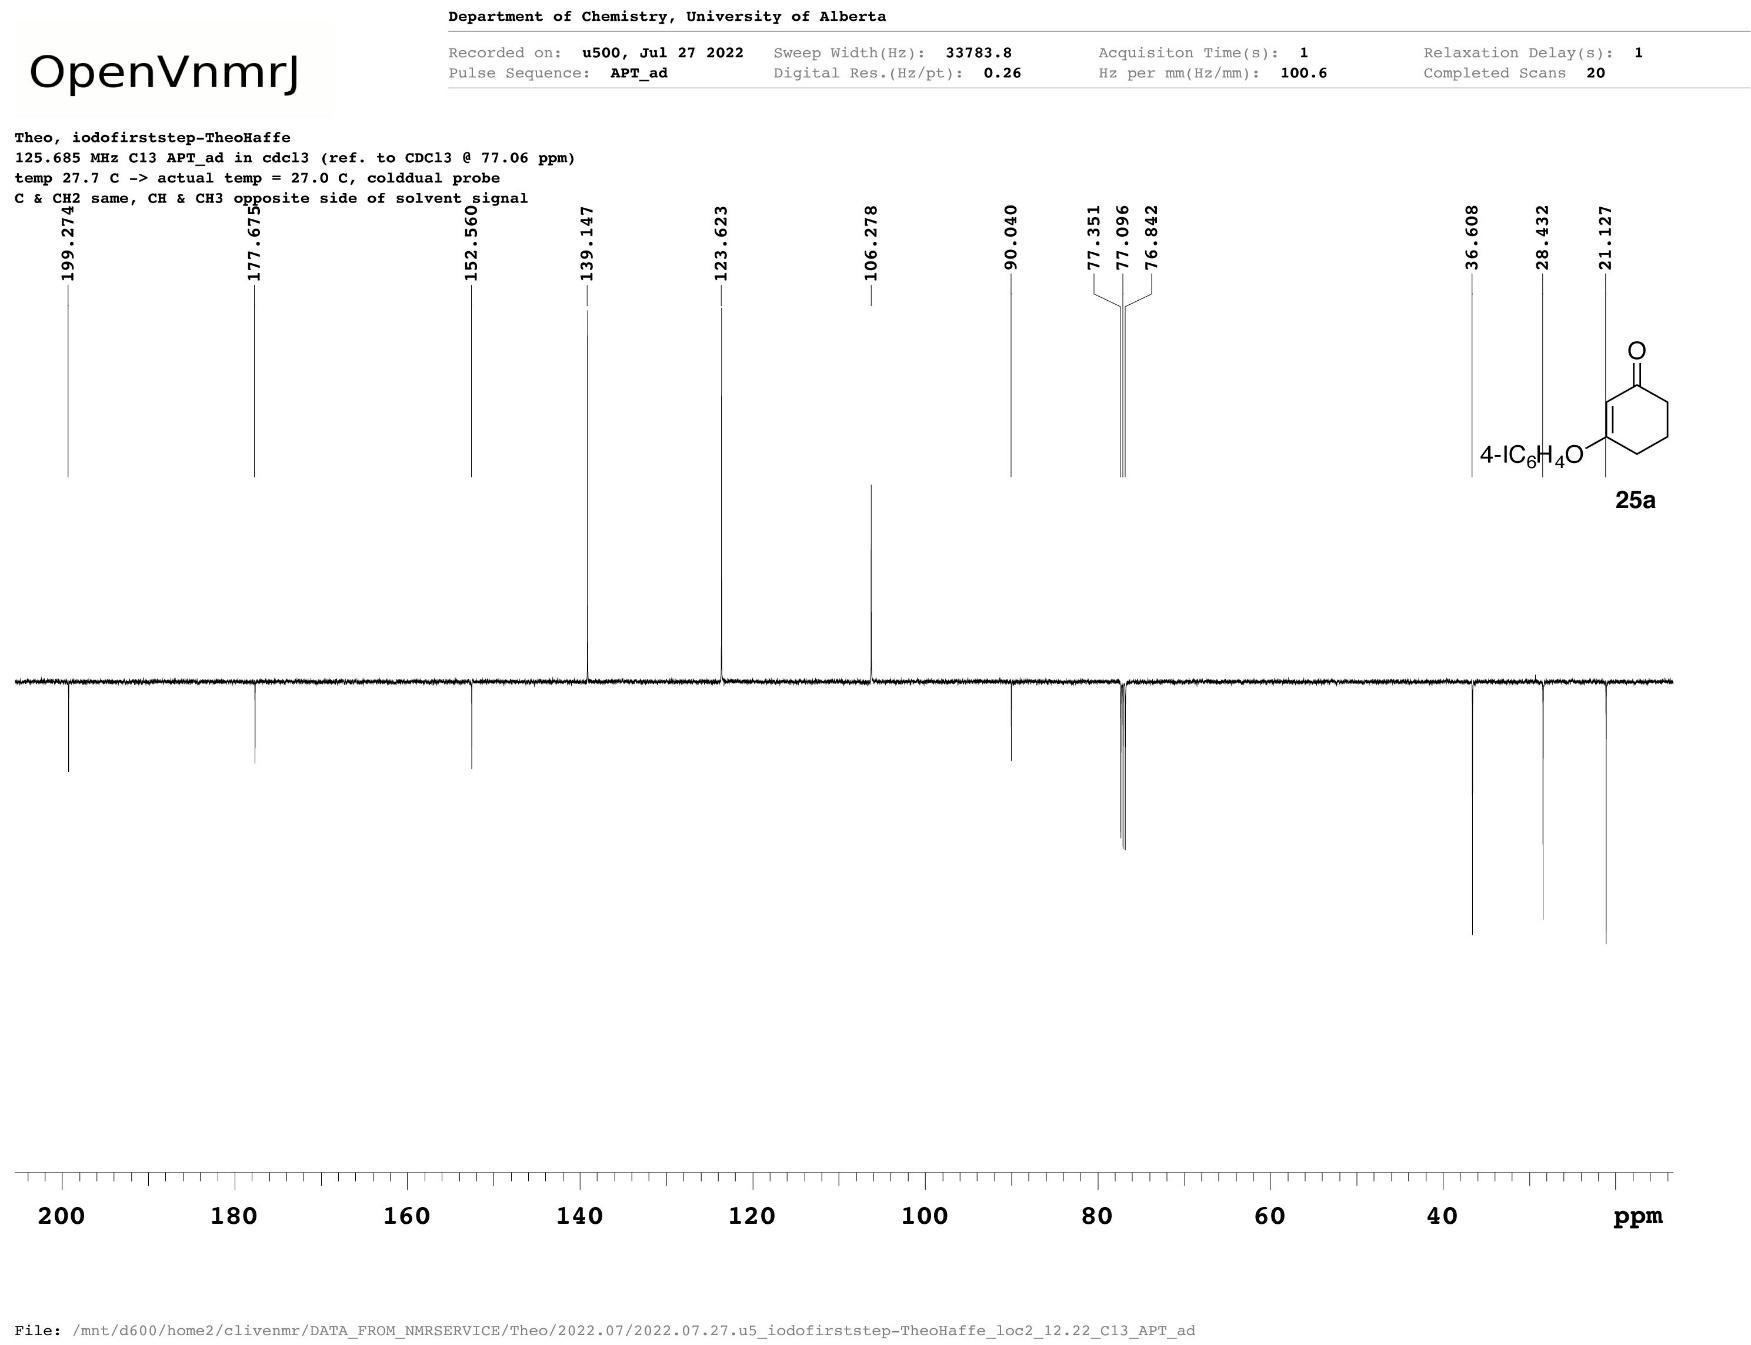 Department of Chemistry, University of Alberta
OpenVnmrJ
Recorded on: u500, Jul 27 2022 Sweep Width(Hz): 33783.8 Acquisiton Time(s): 1 Relaxation Delay(s): 1
Pulse Sequence: APT_ad Digital Res.(Hz/pt): 0.26 Hz per mm(Hz/mm): 100.6 Completed Scans 20
Theo, iodofirststep-TheoHaffe
125.685 MHz C13 APT_ad in cdcl3 (ref. to CDCl3 @ 77.06 ppm)
temp 27.7 C -> actual temp = 27.0 C, colddual probe
C & CH2 same, CH & CH3 opposite side of solvent signal
199.274
177.675
152.560
139.147
123.623
106.278
90.040
77.351
77.096
76.842
36.608
28.432
21.127
O
4-IC6H4O
25a
200 180 160 140 120 100 80 60 40 ppm
File: /mnt/d600/home2/clivenmr/DATA_FROM_NMRSERVICE/Theo/2022.07/2022.07.27.u5_iodofirststep-TheoHaffe_loc2_12.22_C13_APT_ad